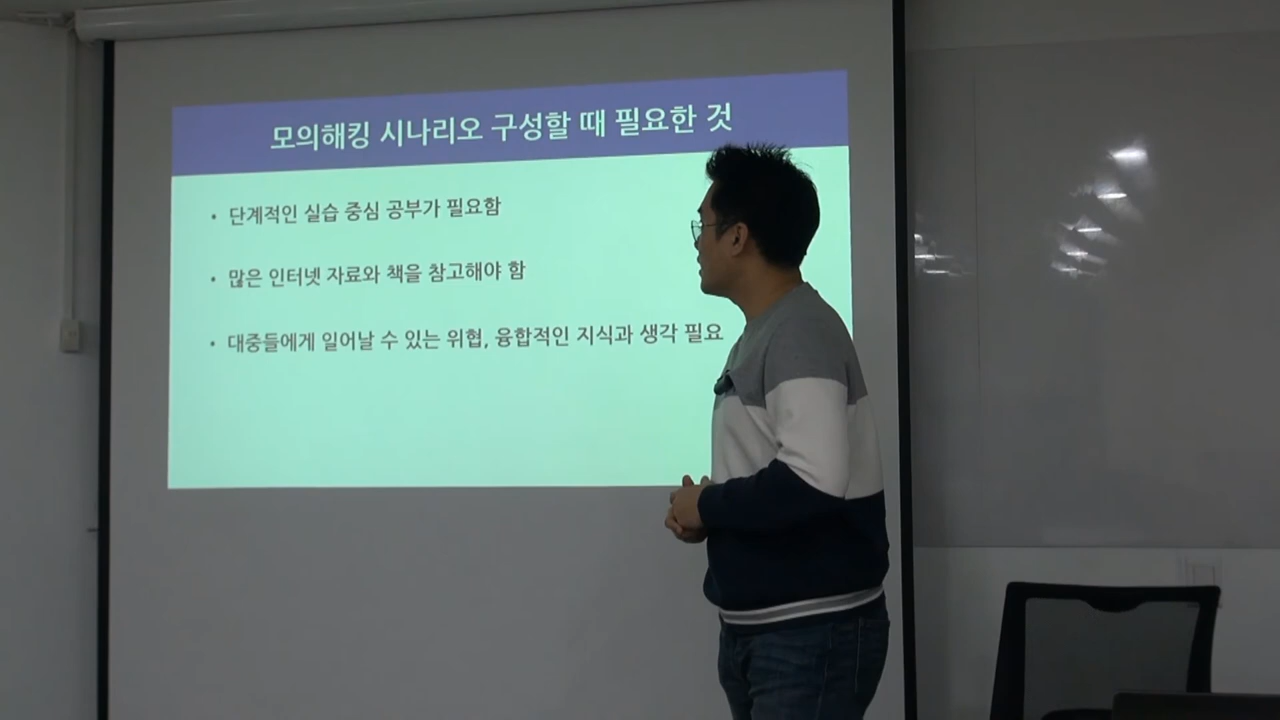 모의해킹 시나리오 구성할 때 필요한 것
• 단계적인 실습 중심 공부가 필요함
• 많은 인터넷 자료와 책을 참고해야 함
• 대중들에게 일어날 수 있는 위협, 융합적인 지식과 생각 필요